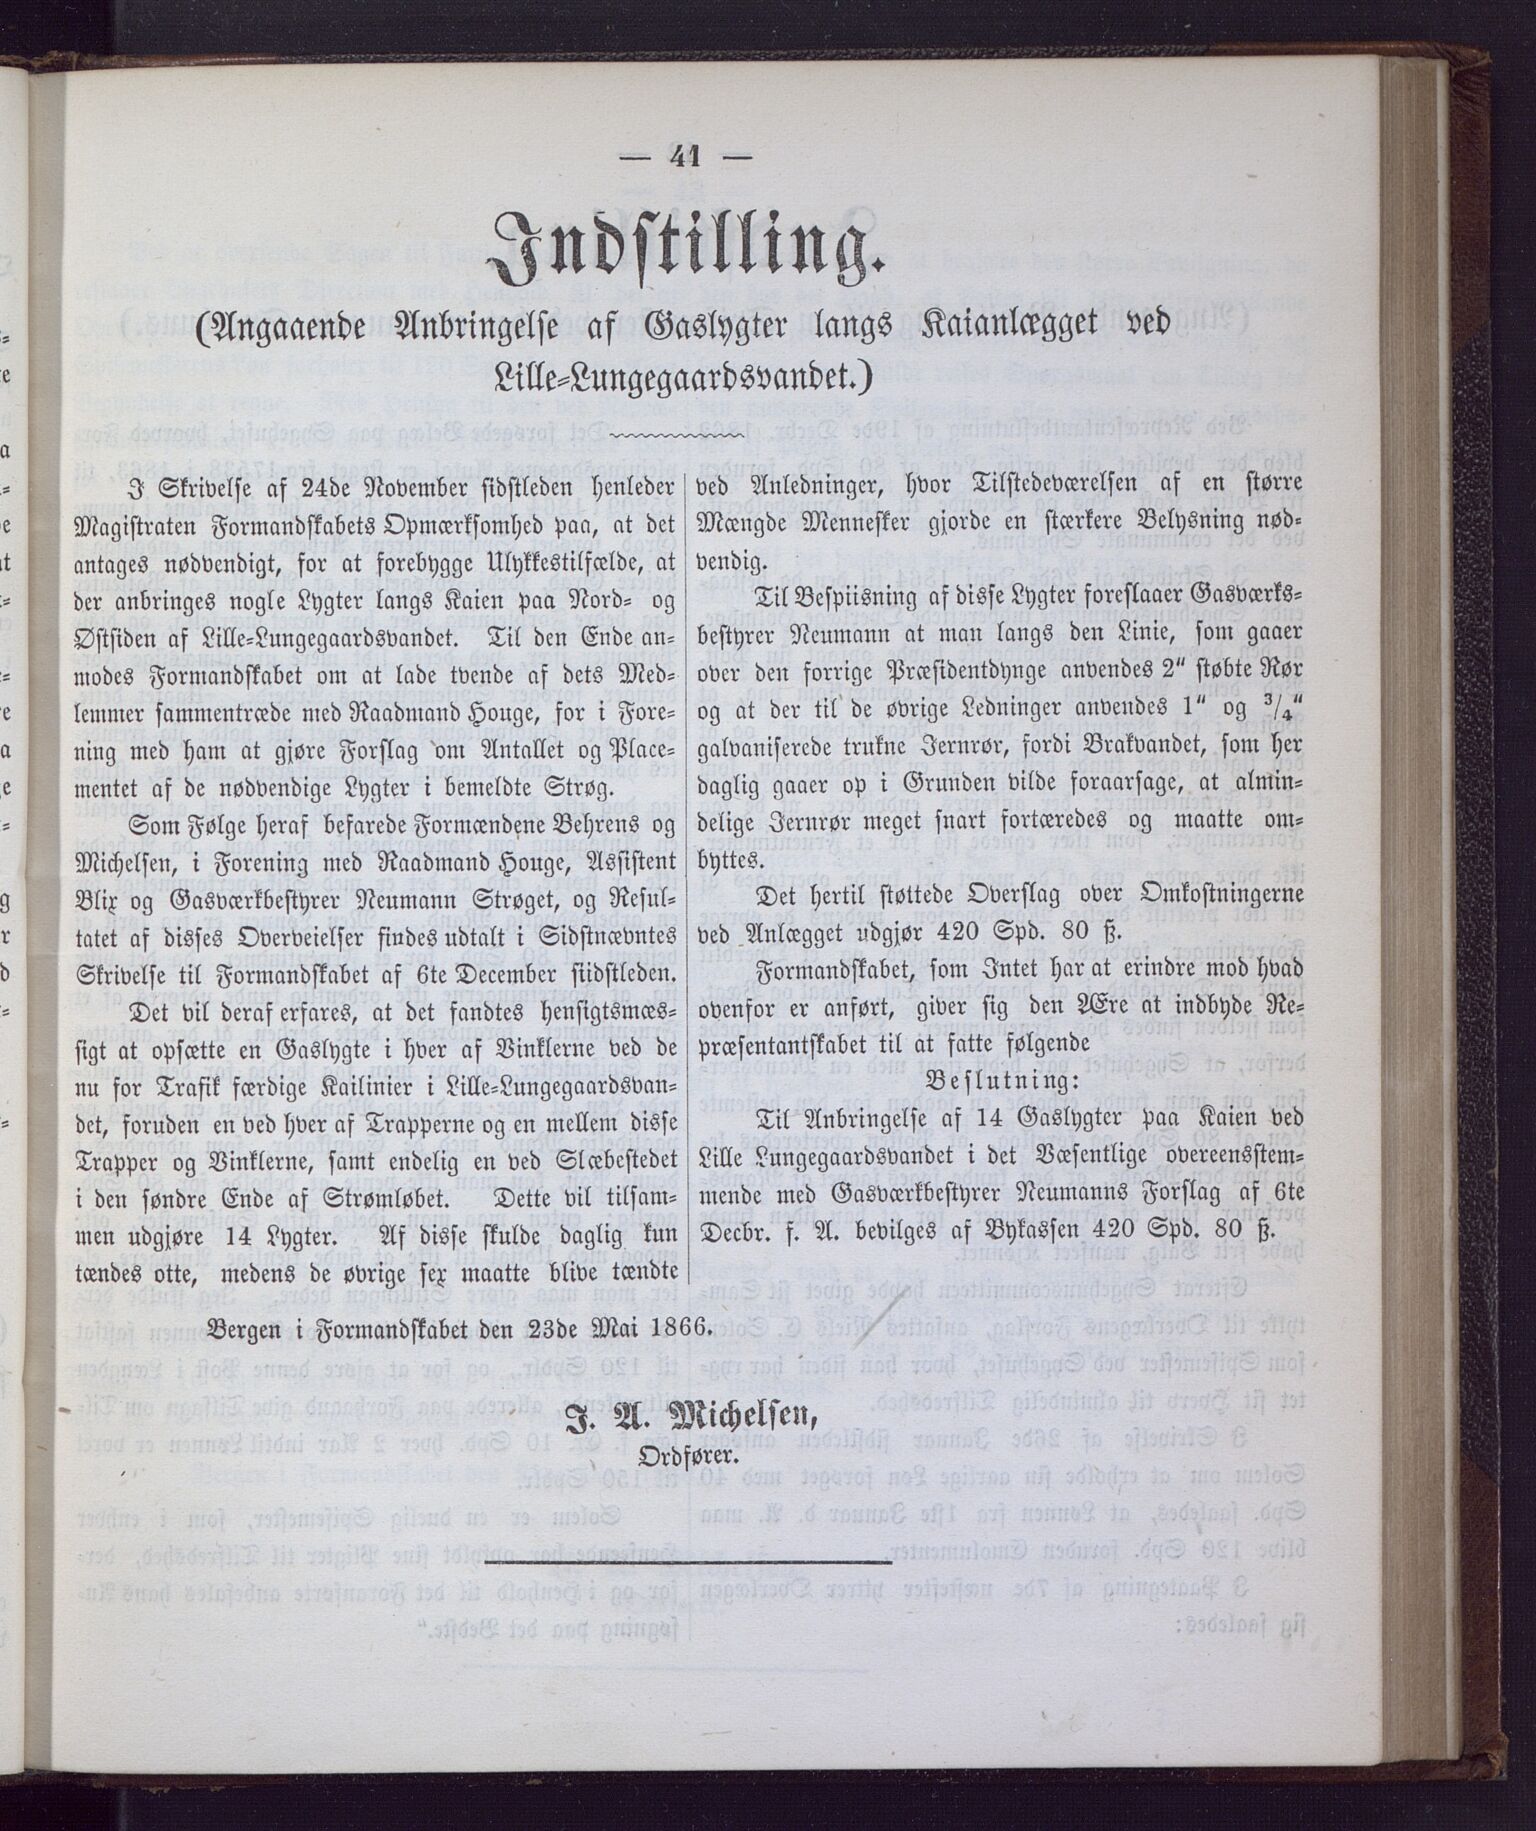 — 41 —
Indstilling.
(Angaaende Anbringelse af Gaslygter langs Kaianlægget ved
Lille-Lungegaardsvandet.)
I Skrivelse af 24de November sidstleden henleder
Magistraten Formandskabets Opmærksomhed paa, at det
antages nødvendigt, for at forebygge Ulykkestilfælde, at
der anbringes nogle Lygter langs Kaien paa Nord- og
Østsiden af Lille-Lungegaardsvandet. Til den Ende an-
modes Formandskabet om at lade tvende af dets Med-
lemmer sammentræde med Raadmand Houge, for i Fore-
ning med ham at gjøre Forslag om Antallet og Place-
mentet af de nødvendige Lygter i bemeldte Strøg.
Som Følge heraf befarede Formændene Behrens og
Michelsen, i Forening med Raadmand Houge, Assistent
Blix og Gasværkbestyrer Neumann Strøget, og Resul-
tatet af disses Overveielser findes udtalt i Sidstnævntes
Skrivelse til Formandskabet af 6te December siidstleden.
Det vil deraf erfares, at det fandtes hensigtsmæs-
sigt at opsætte en Gaslygte i hver af Vinklerne ved de
nu for Trafik færdige Kailinier i Lille-Lungegaardsvan-
det, foruden en ved hver af Trapperne og en mellem disse
Trapper og Vinklerne, samt endelig en ved Slæbestedet
i den søndre Ende af Strømløbet. Dette vil tilsam-
men udgjøre 14 Lygter. Af disse skulde daglig kun
tændes otte, medens de øvrige sex maatte blive tændte
ved Anledninger, hvor Tilstedeværelsen af en større
Mængde Mennesker gjorde en stærkere Belysning nød-
vendig.
Til Bespiisning af disse Lygter foreslaaer Gasværks-
bestyrer Neumann at man langs den Linie, som gaaer
over den forrige Præsidentdynge anvendes 2" støbte Rør
og at der til de øvrige Ledninger anvendes 1" og 3/4"
galvaniserede trukne Jernrør, fordi Brakvandet, som her
daglig gaaer op i Grunden vilde foraarsage, at almin-
delige Jernrør meget snart fortæredes og maatte om-
byttes.
Det hertil støttede Overslag over Omkostningerne
ved Anlægget udgjør 420 Spd. 80 ß.
Formandskabet, som Intet har at erindre mod hvad
ovenfor er anført, giver sig den Ære at indbyde Re-
præsentantskabet til at fatte følgende
Beslutning:
Til Anbringelse af 14 Gaslygter paa Kaien ved
Lille Lungegaardsvandet i det Væsentlige overeensstem-
mende med Gasværkbestyrer Neumanns Forslag af 6te
Decbr. f. A. bevilges af Bykassen 420 Spd. 80 ß.
Bergen i Formandskabet den 23de Mai 1866.
J. A. Michelsen,
Ordfører.